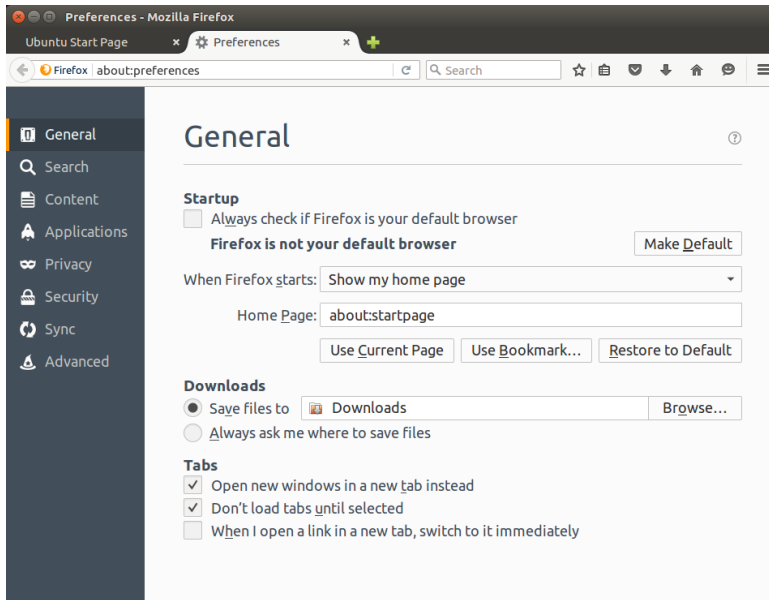 Preferences - Mozilla Firefox
Ubuntu Start Page × Preferences ×
Firefox about:preferences Search
General
General ?
Search
Startup
Content
Always check if Firefox is your default browser
Applications
Firefox is not your default browser Make Default
Privacy
When Firefox starts: Show my home page
Security
Home Page: about:startpage
Sync
Use Current Page Use Bookmark... Restore to Default
Advanced
Downloads
Save files to Downloads Browse...
Always ask me where to save files
Tabs
Open new windows in a new tab instead
Don't load tabs until selected
When I open a link in a new tab, switch to it immediately